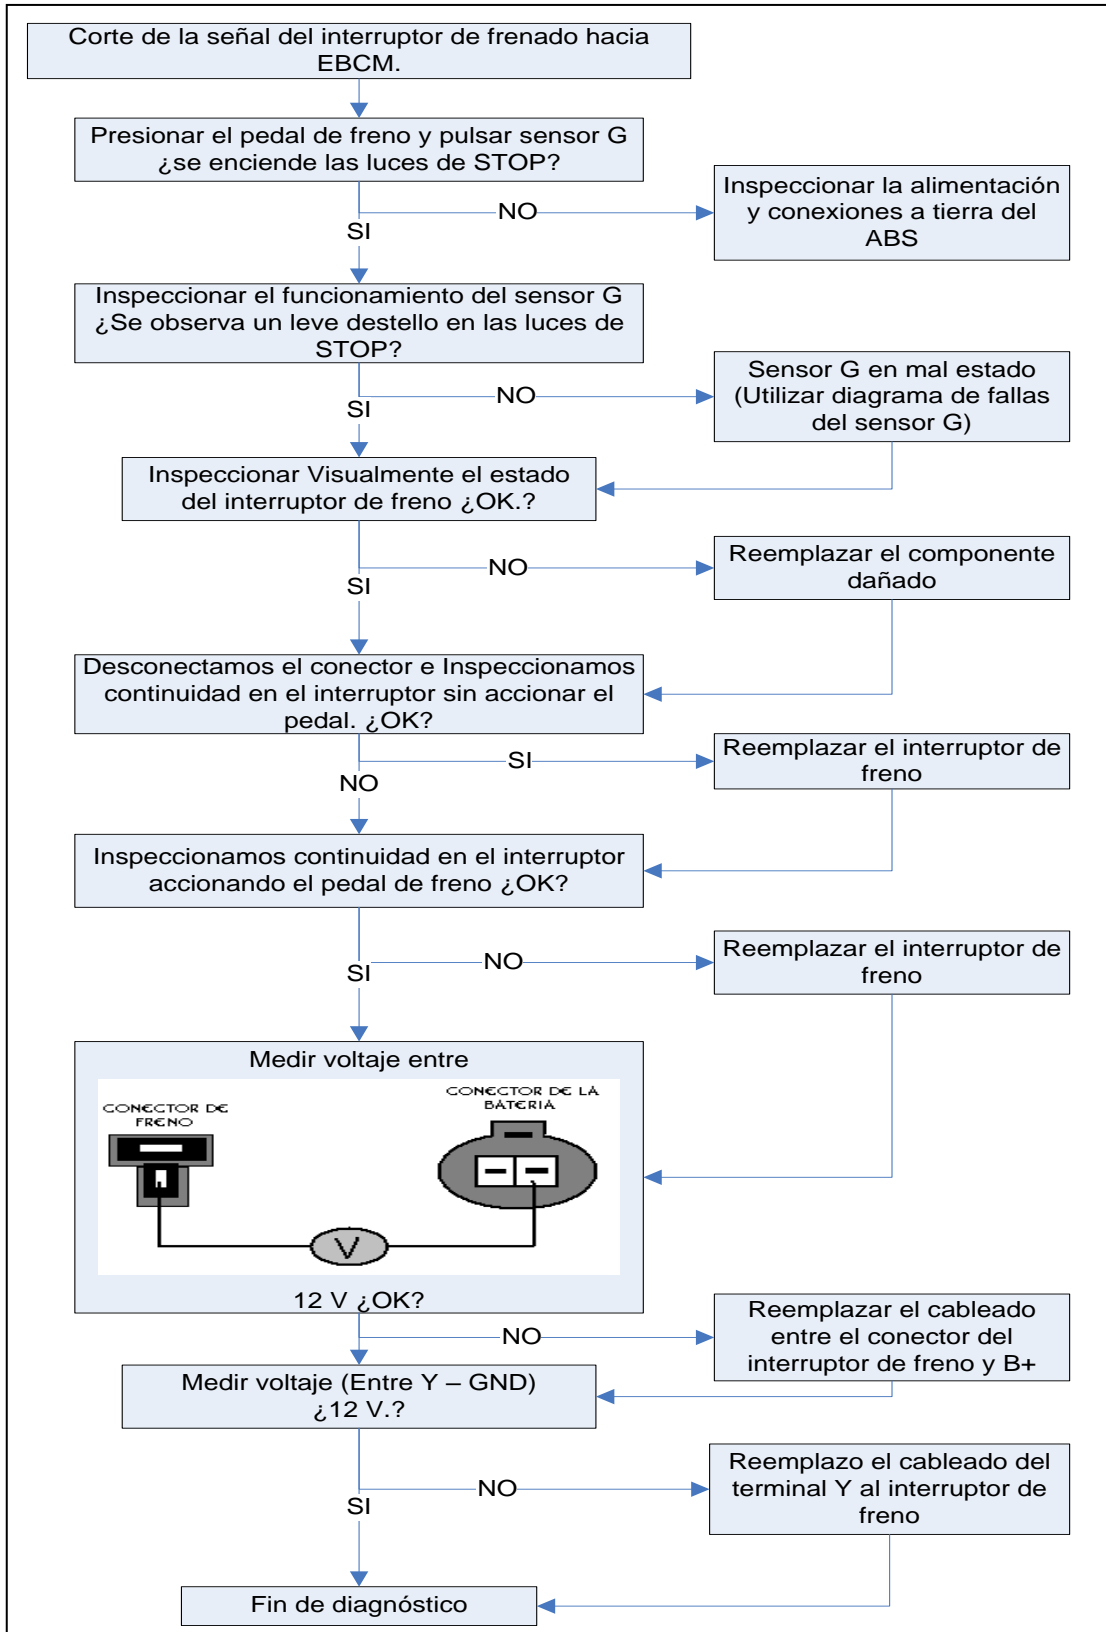 Corte de la señal del interruptor de frenado hacia
EBCM.
Presionar el pedal de freno y pulsar sensor G
¿se enciende las luces de STOP?
NO
Inspeccionar la alimentación
y conexiones a tierra del
ABS
SI
Inspeccionar el funcionamiento del sensor G
¿Se observa un leve destello en las luces de
STOP?
NO
Sensor G en mal estado
(Utilizar diagrama de fallas
del sensor G)
SI
Inspeccionar Visualmente el estado
del interruptor de freno ¿OK.?
NO
Reemplazar el componente
dañado
SI
Desconectamos el conector e Inspeccionamos
continuidad en el interruptor sin accionar el
pedal. ¿OK?
SI
Reemplazar el interruptor de
freno
NO
Inspeccionamos continuidad en el interruptor
accionando el pedal de freno ¿OK?
NO
Reemplazar el interruptor de
freno
SI
Medir voltaje entre
CONECTOR DE
FRENO
CONECTOR DE LA
BATERIA
V
12 V ¿OK?
NO
Reemplazar el cableado
entre el conector del
interruptor de freno y B+
Medir voltaje (Entre Y – GND)
¿12 V.?
NO
Reemplazo el cableado del
terminal Y al interruptor de
freno
SI
Fin de diagnóstico